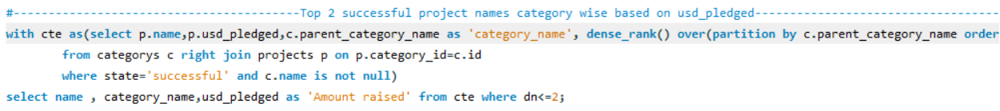 #-----------------------------------------Top 2 successful project names category wise based on usd_pledged-----------------------------------
with cte as(select p.name,p.usd_pledged,c.parent_category_name as 'category_name', dense_rank() over(partition by c.parent_category_name order
from categorys c right join projects p on p.category_id=c.id
where state='successful' and c.name is not null)
select name , category_name,usd_pledged as 'Amount raised' from cte where dn<=2;